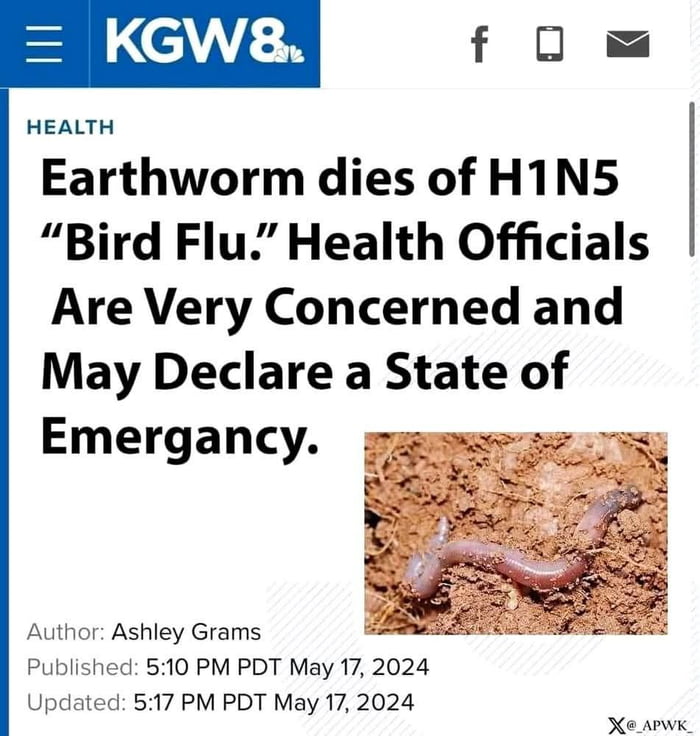 KGW8
HEALTH
Earthworm dies of H1N5
“Bird Flu.” Health Officials
Are Very Concerned and
May Declare a State of
Emergancy.
Author: Ashley Grams
Published: 5:10 PM PDT May 17, 2024
Updated: 5:17 PM PDT May 17, 2024
X@_APWK_